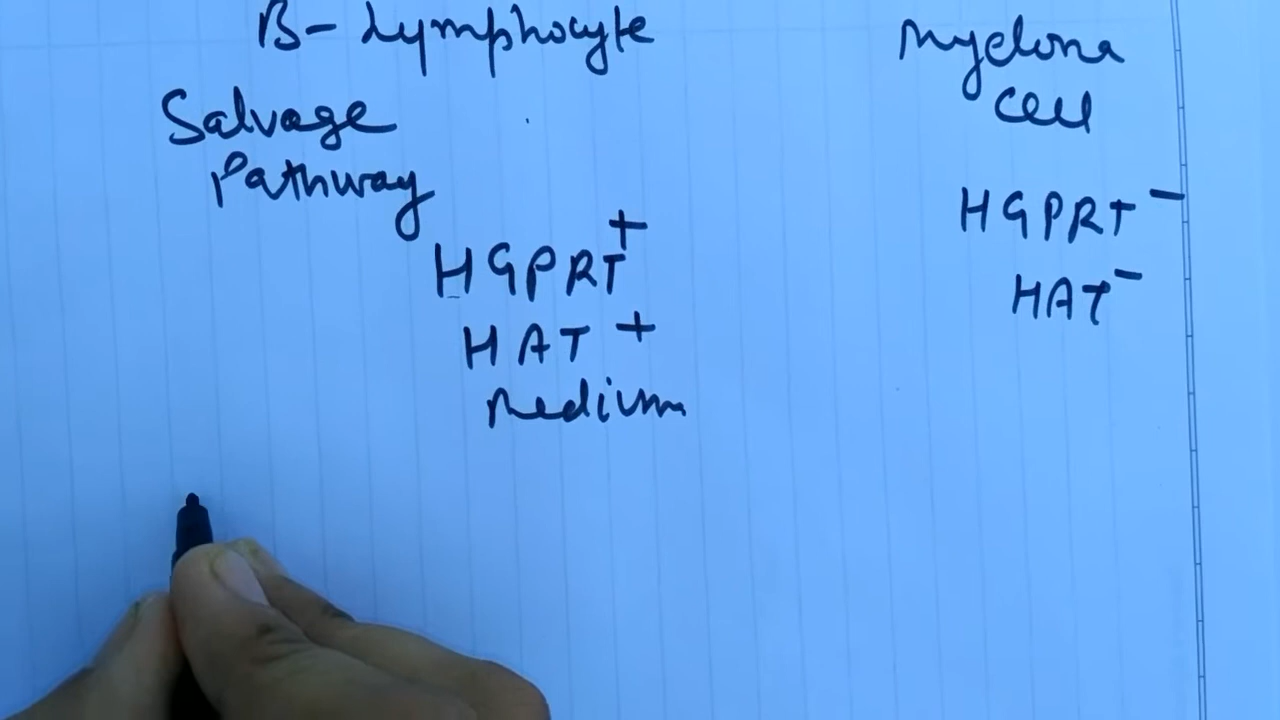 B- Lymphocyte
Salvage
Pathway
HGPRT+
HAT +
Medium
Myeloma
cell
HGPRT-
HAT-